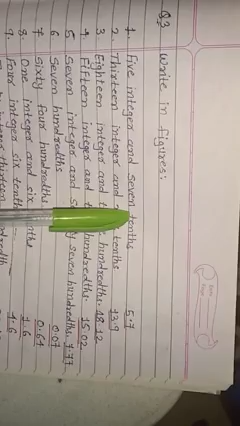 Q.3 Write in figures:
1. Five integer and seven tenths 5.7
2. Thirteen integer and tenths 13.9
3. Eighteen integer and hundredths. 18.12
4. Fifteen integer and hundredths. 15.02
5. Seven integer and seven hundredths. 7.77
6. Seven hundredths 0.07
7. Sixty four hundredths. 0.64
8. One integer and six 1.6
9. Four integer six tenth 4.6